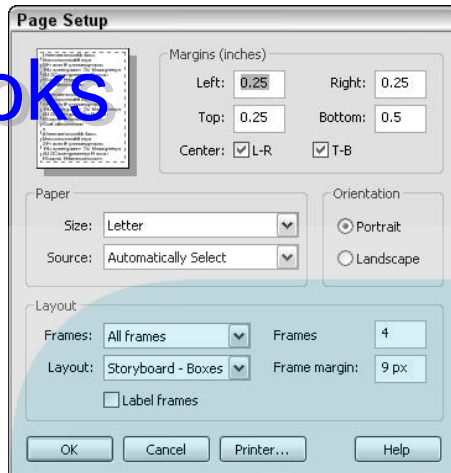 Page Setup
oks
Margins (inches)
Left: 0.25 Right: 0.25
Top: 0.25 Bottom: 0.5
Center: L-R T-B
Paper Orientation
Size: Letter Portrait
Source: Automatically Select Landscape
Layout
Frames: All frames Frames 4
Layout: Storyboard - Boxes Frame margin: 9 px
Label frames
OK Cancel Printer... Help